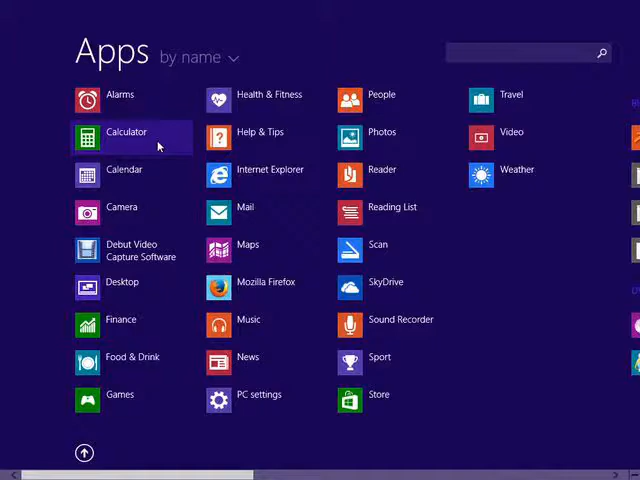 Apps by name
Alarms
Calculator
Calendar
Camera
Debut Video
Capture Software
Desktop
Finance
Food & Drink
Games
Health & Fitness
Help & Tips
Internet Explorer
Mail
Maps
Mozilla Firefox
Music
News
PC settings
People
Photos
Reader
Reading List
Scan
SkyDrive
Sound Recorder
Sport
Store
Travel
Video
Weather